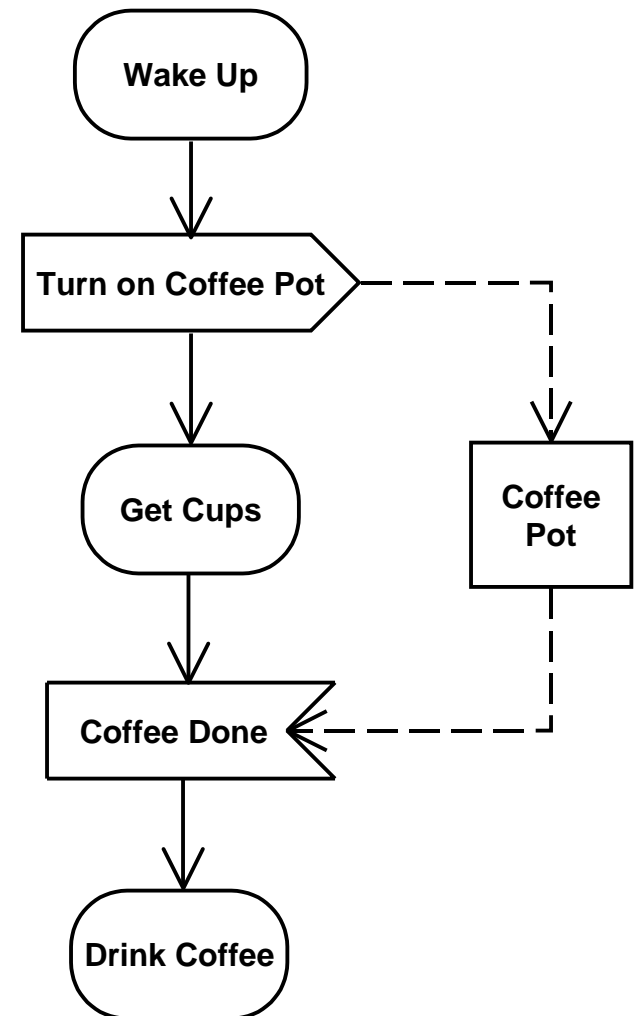 Wake Up
Turn on Coffee Pot
Get Cups
Coffee
Pot
Coffee Done
Drink Coffee